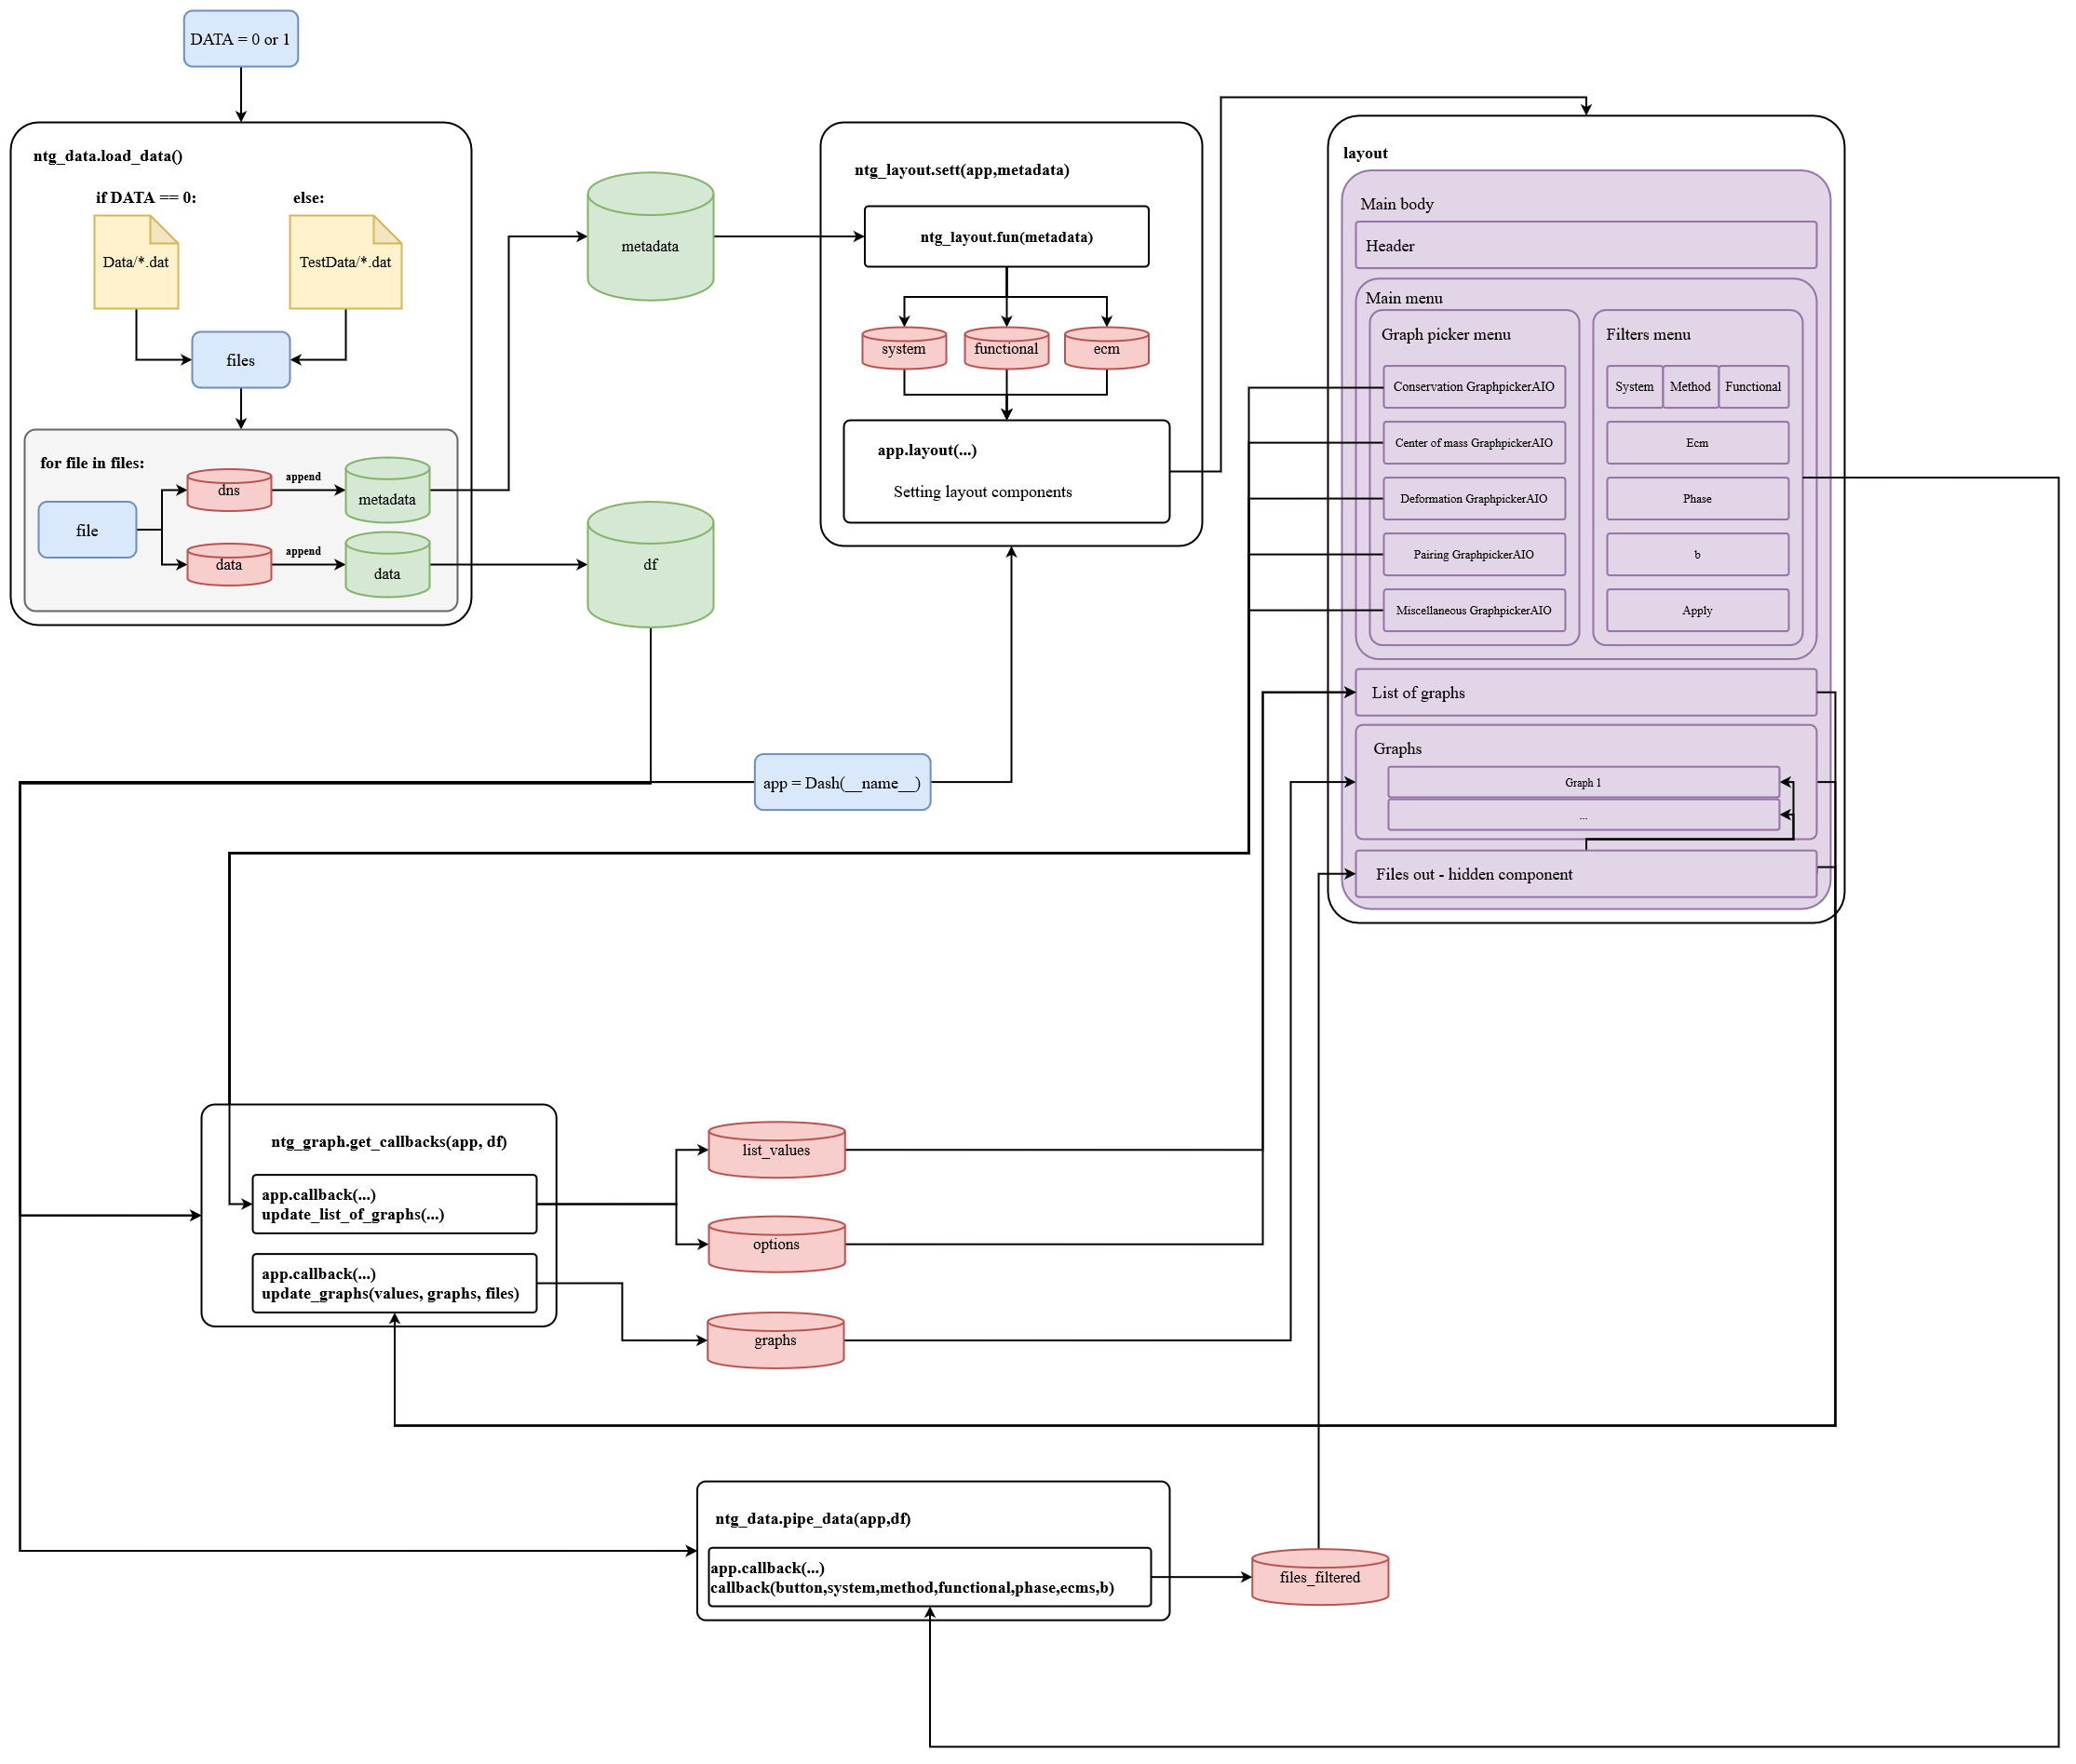 DATA = 0 or 1
ntg_data.load_data()
if DATA == 0:
else:
Data/*.dat
TestData/*.dat
files
for file in files:
file
dns
append
metadata
data
append
data
metadata
df
ntg_layout.sett(app,metadata)
ntg_layout.fun(metadata)
system
functional
ecm
app.layout(...)
Setting layout components
app = Dash(__name__)
layout
Main body
Header
Main menu
Graph picker menu
Conservation GraphpickerAIO
Center of mass GraphpickerAIO
Deformation GraphpickerAIO
Pairing GraphpickerAIO
Miscellaneous GraphpickerAIO
Filters menu
System
Method
Functional
Ecm
Phase
b
Apply
List of graphs
Graphs
Graph 1
...
Files out - hidden component
ntg_graph.get_callbacks(app, df)
app.callback(...)
update_list_of_graphs(...)
app.callback(...)
update_graphs(values, graphs, files)
list_values
options
graphs
ntg_data.pipe_data(app,df)
app.callback(...)
callback(button,system,method,functional,phase,ecms,b)
files_filtered